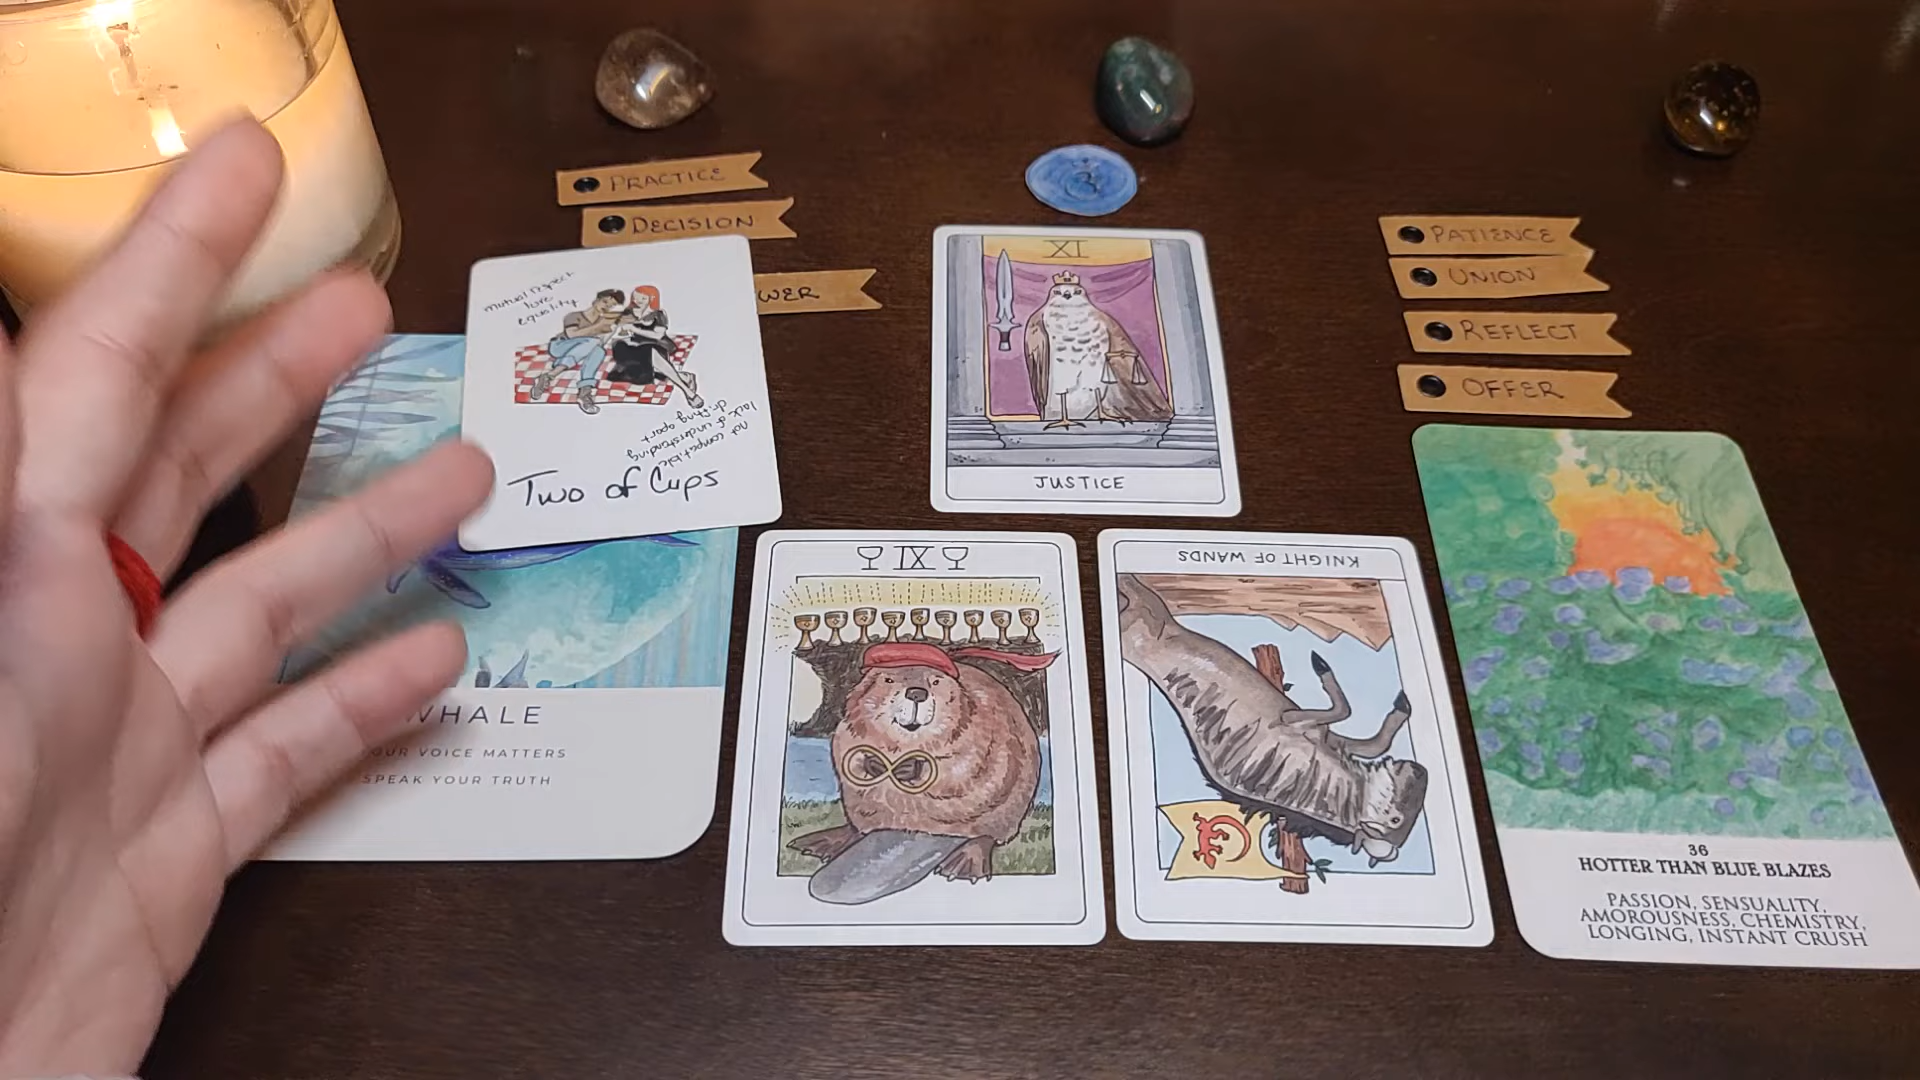 PRACTICE
DECISION
WER
mutual respect
love
equality
not compatible
lack of understanding
drifting apart
Two of Cups
WHALE
OUR VOICE MATTERS
SPEAK YOUR TRUTH
XI
JUSTICE
IX
KNIGHT OF WANDS
PATIENCE
UNION
REFLECT
OFFER
36
HOTTER THAN BLUE BLAZES
PASSION, SENSUALITY,
AMOROUSNESS, CHEMISTRY,
LONGING, INSTANT CRUSH